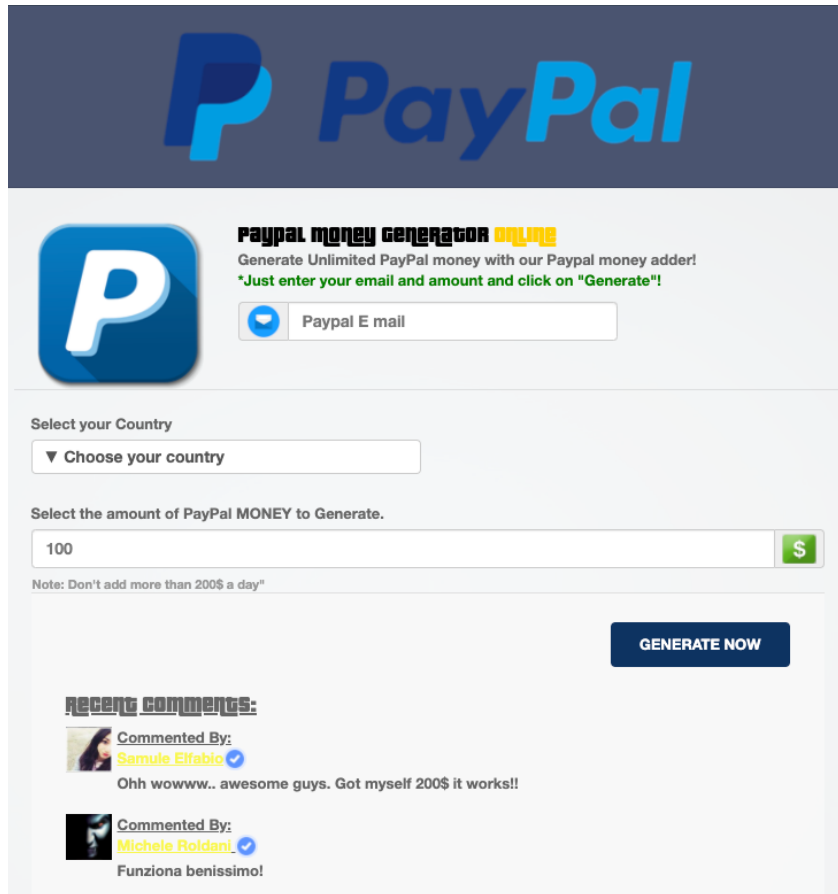 PayPal
PayPal money Generator Online
Generate Unlimited PayPal money with our Paypal money adder!
*Just enter your email and amount and click on "Generate"!
Paypal E mail
Select your Country
▼ Choose your country
Select the amount of PayPal MONEY to Generate.
100
$
Note: Don't add more than 200$ a day"
GENERATE NOW
Recent comments:
Commented By:
Samule Elfabio
Ohh wowww.. awesome guys. Got myself 200$ it works!!
Commented By:
Michele Roldani
Funziona benissimo!